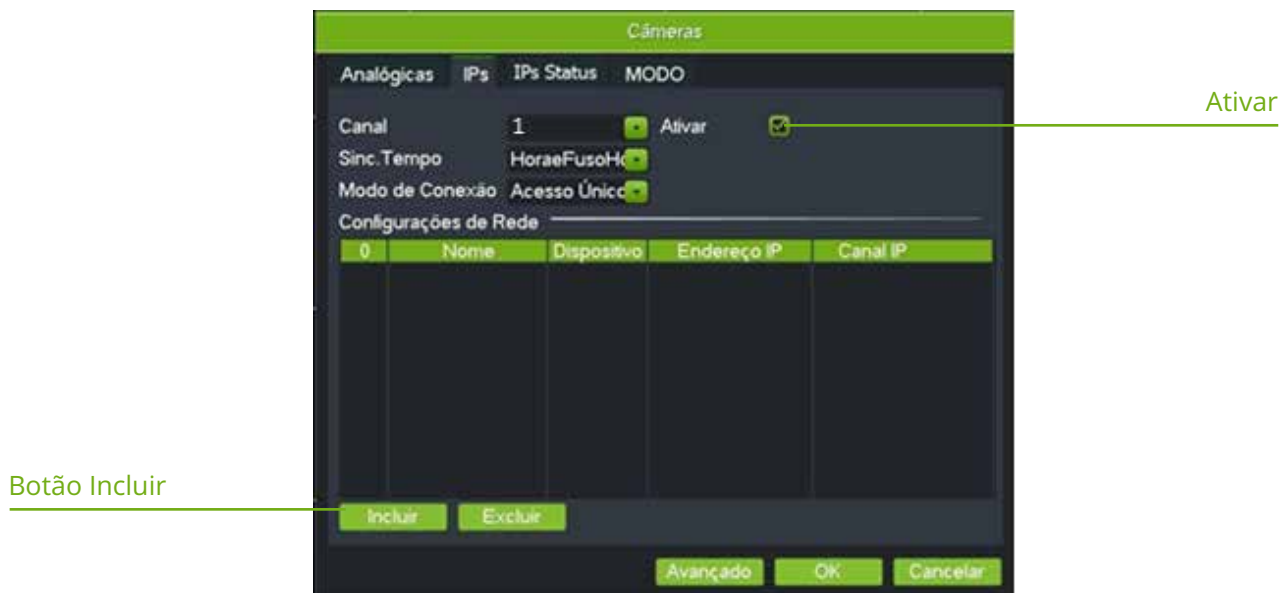 Câmeras
Analógicas IPs IPs Status MODO
Ativar
Canal 1 Ativar
Sinc.Tempo HoraeFusoHo
Modo de Conexão Acesso Único
Configurações de Rede
0 Nome Dispositivo Endereço IP Canal IP
Botão Incluir
Incluir Excluir
Avançado OK Cancelar